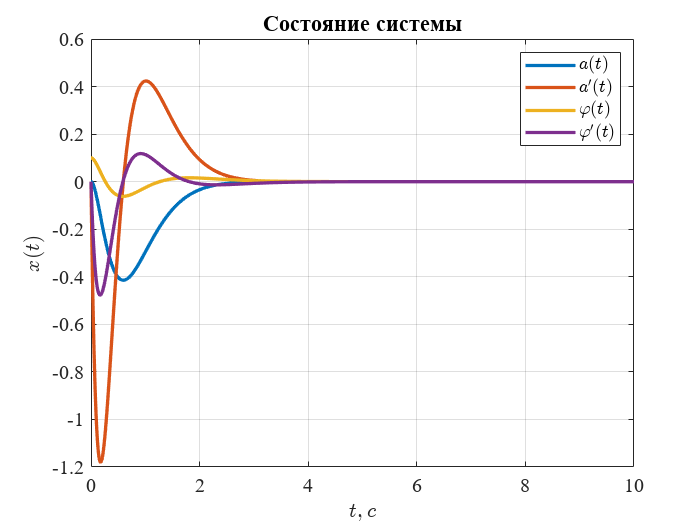 Состояние системы
a(t)
a′(t)
φ(t)
φ′(t)
0.6
0.4
0.2
0
-0.2
-0.4
-0.6
-0.8
-1
-1.2
x(t)
0 2 4 6 8 10
t, c